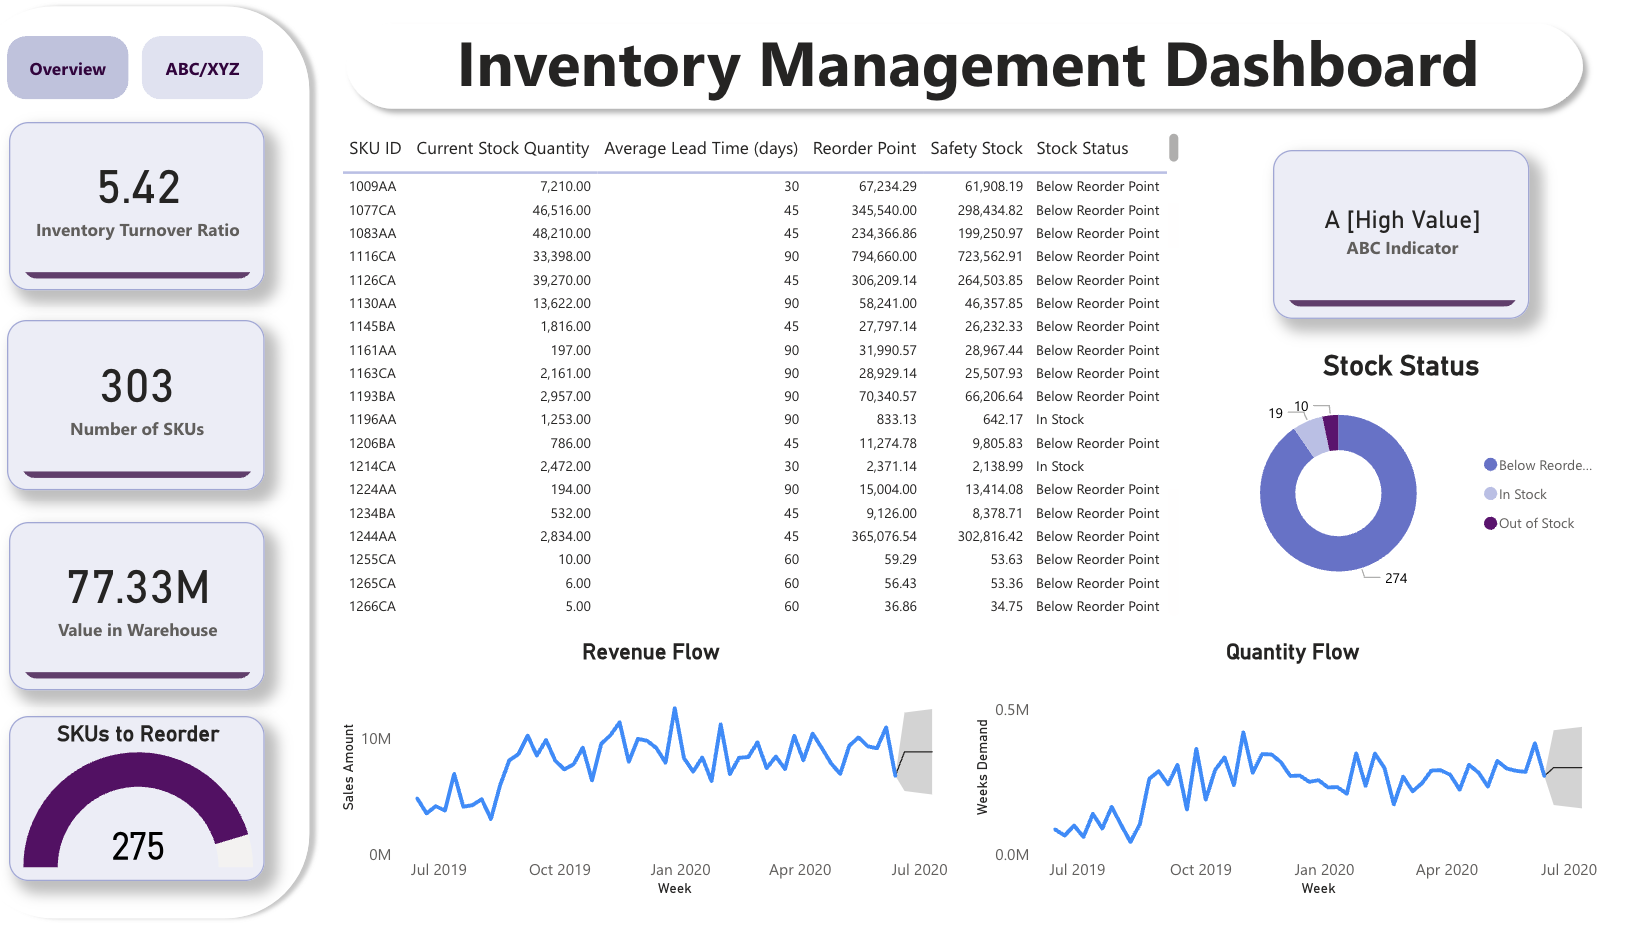 Inventory Management Dashboard
Overview
ABC/XYZ
5.42
Inventory Turnover Ratio
303
Number of SKUs
77.33M
Value in Warehouse
SKUs to Reorder
275
SKU ID Current Stock Quantity Average Lead Time (days) Reorder Point Safety Stock Stock Status
1009AA 7,210.00 30 67,234.29 61,908.19 Below Reorder Point
1077CA 46,516.00 45 345,540.00 298,434.82 Below Reorder Point
1083AA 48,210.00 45 234,366.86 199,250.97 Below Reorder Point
1116CA 33,398.00 90 794,660.00 723,562.91 Below Reorder Point
1126CA 39,270.00 45 306,209.14 264,503.85 Below Reorder Point
1130AA 13,622.00 90 58,241.00 46,357.85 Below Reorder Point
1145BA 1,816.00 45 27,797.14 26,232.33 Below Reorder Point
1161AA 197.00 90 31,990.57 28,967.44 Below Reorder Point
1163CA 2,161.00 90 28,929.14 25,507.93 Below Reorder Point
1193BA 2,957.00 90 70,340.57 66,206.64 Below Reorder Point
1196AA 1,253.00 90 833.13 642.17 In Stock
1206BA 786.00 45 11,274.78 9,805.83 Below Reorder Point
1214CA 2,472.00 30 2,371.14 2,138.99 In Stock
1224AA 194.00 90 15,004.00 13,414.08 Below Reorder Point
1234BA 532.00 45 9,126.00 8,378.71 Below Reorder Point
1244AA 2,834.00 45 365,076.54 302,816.42 Below Reorder Point
1255CA 10.00 60 59.29 53.63 Below Reorder Point
1265CA 6.00 60 56.43 53.36 Below Reorder Point
1266CA 5.00 60 36.86 34.75 Below Reorder Point
A [High Value]
ABC Indicator
Stock Status
19 10
274
Below Reorde...
In Stock
Out of Stock
Revenue Flow
Sales Amount
10M
0M
Jul 2019 Oct 2019 Jan 2020 Apr 2020 Jul 2020
Week
Quantity Flow
Weeks Demand
0.5M
0.0M
Jul 2019 Oct 2019 Jan 2020 Apr 2020 Jul 2020
Week